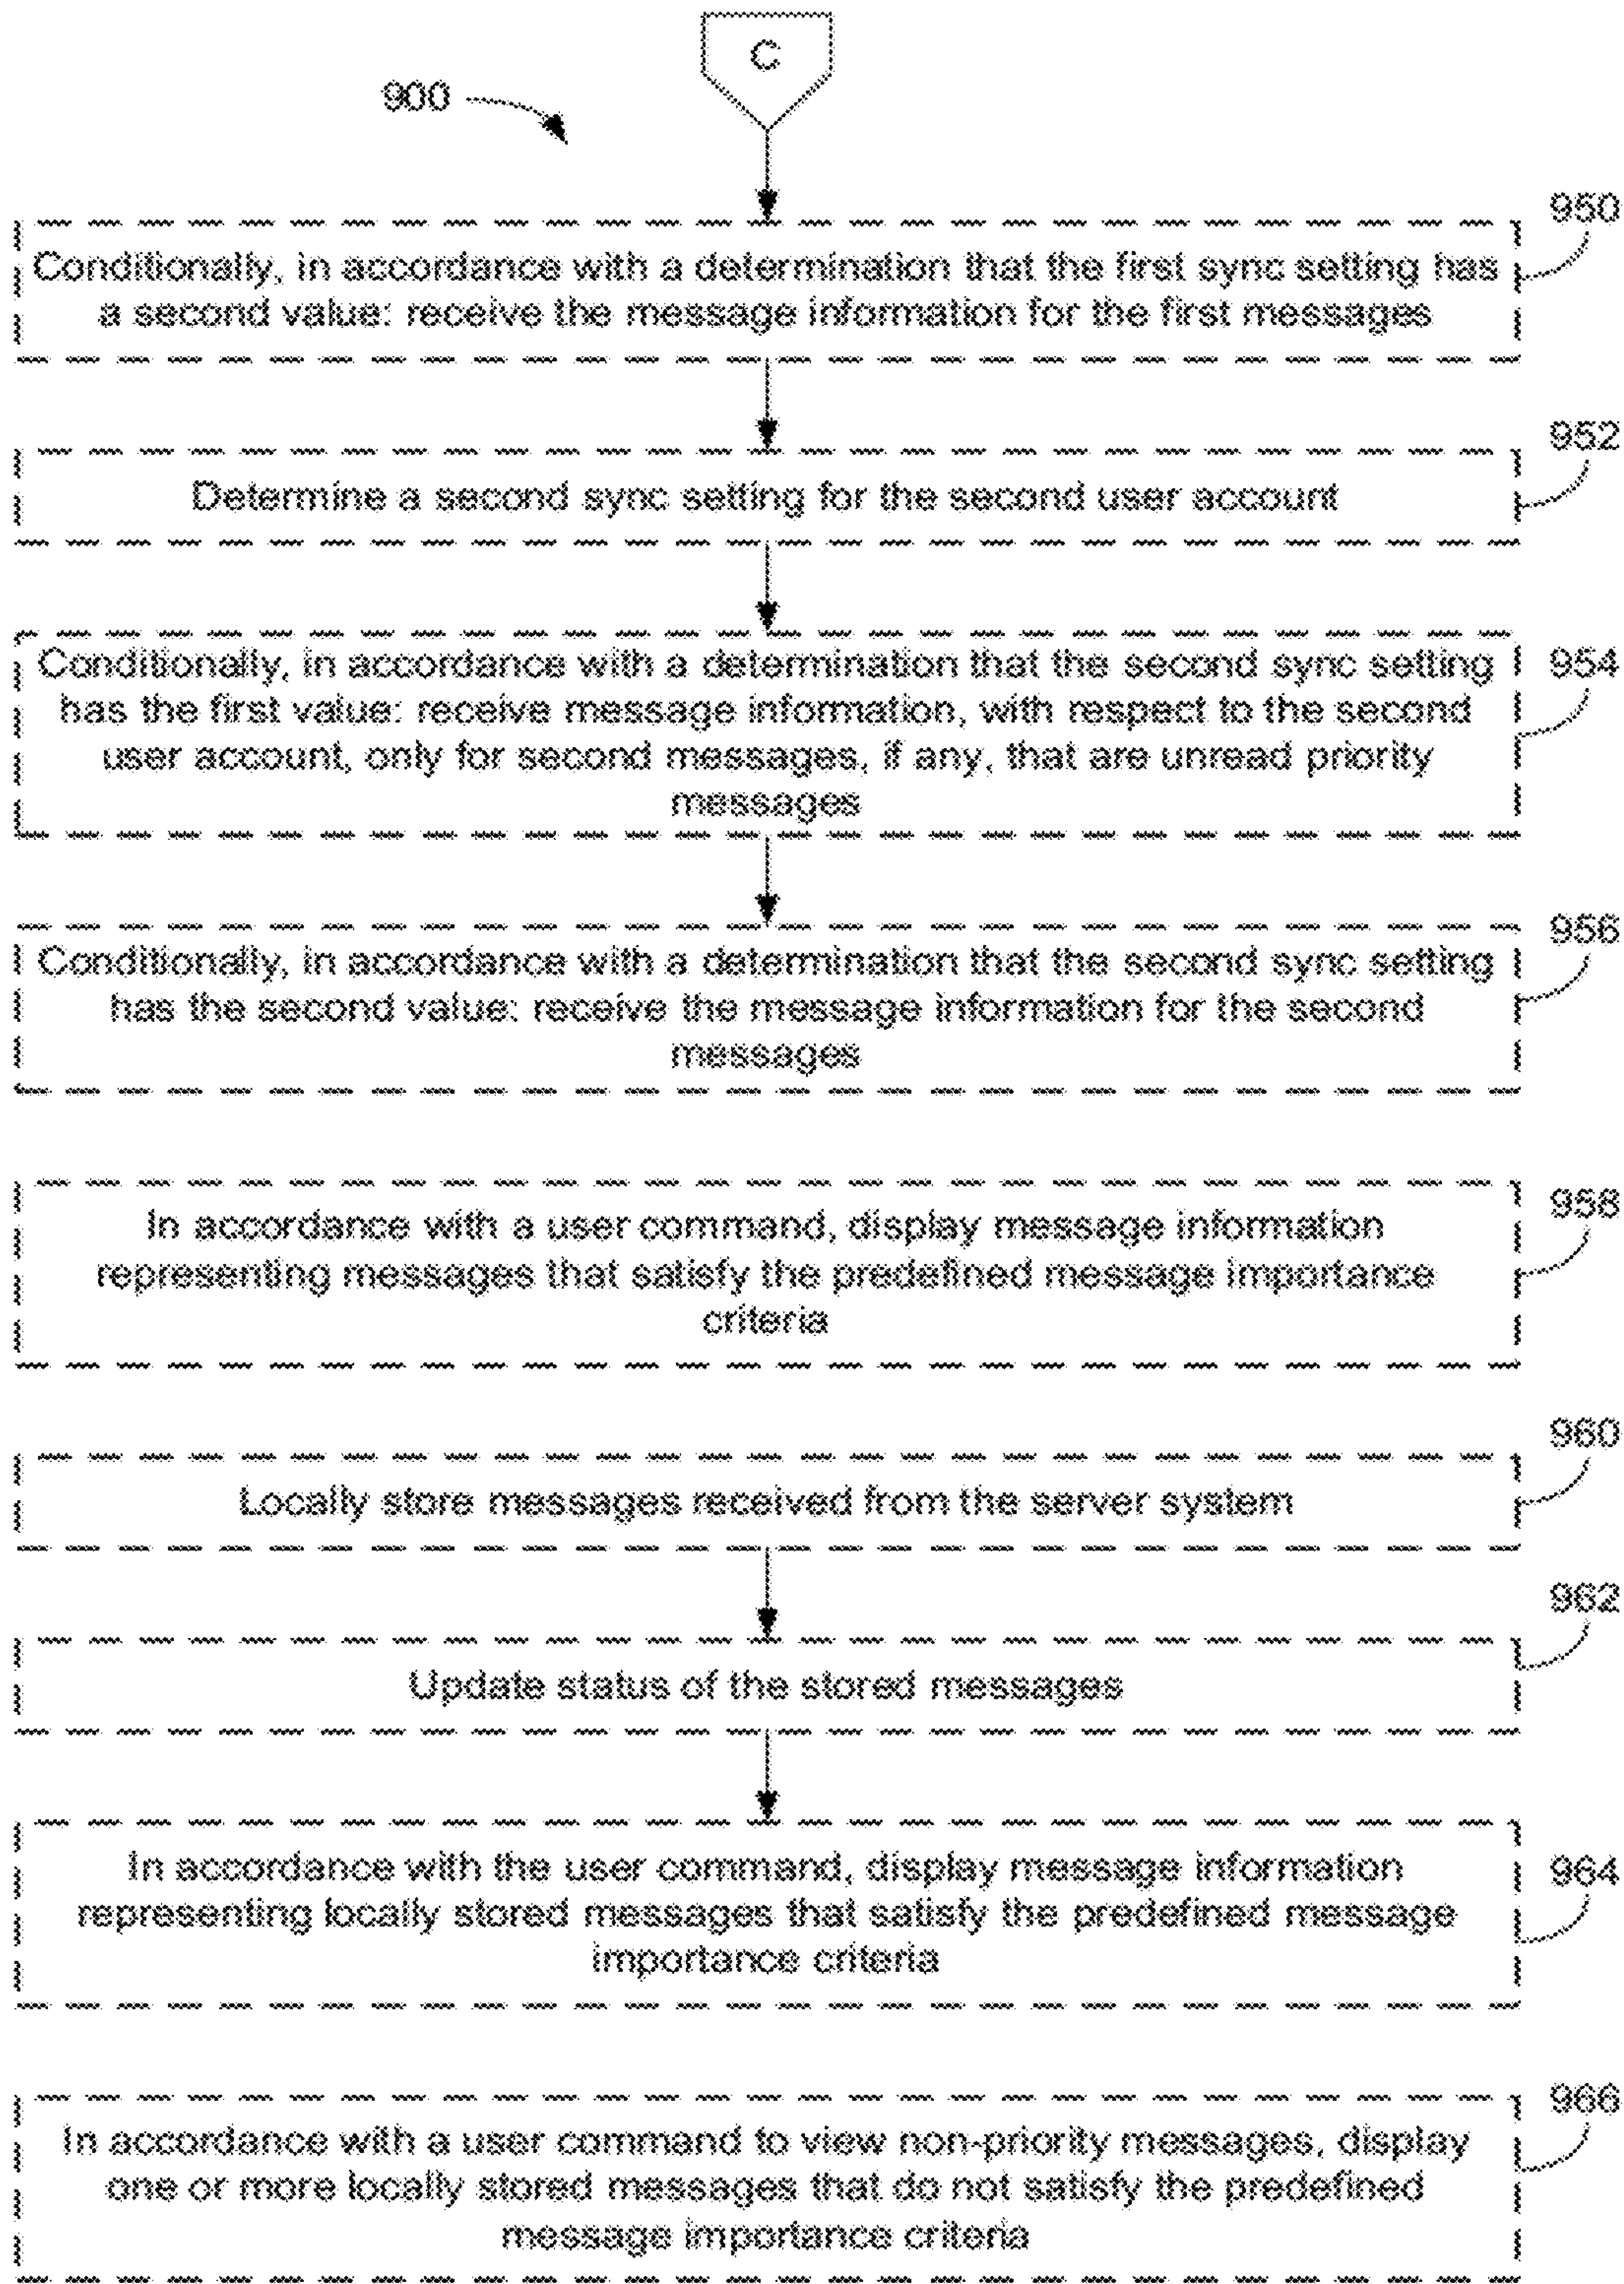 C
900
950
Conditionally, in accordance with a determination that the first sync setting has
a second value: receive the message information for the first messages
952
Determine a second sync setting for the second user account
954
Conditionally, in accordance with a determination that the second sync setting
has the first value: receive message information, with respect to the second
user account, only for second messages, if any, that are unread priority
messages
956
Conditionally, in accordance with a determination that the second sync setting
has the second value: receive the message information for the second
messages
958
In accordance with a user command, display message information
representing messages that satisfy the predefined message importance
criteria
960
Locally store messages received from the server system
962
Update status of the stored messages
964
In accordance with the user command, display message information
representing locally stored messages that satisfy the predefined message
importance criteria
966
In accordance with a user command to view non-priority messages, display
one or more locally stored messages that do not satisfy the predefined
message importance criteria